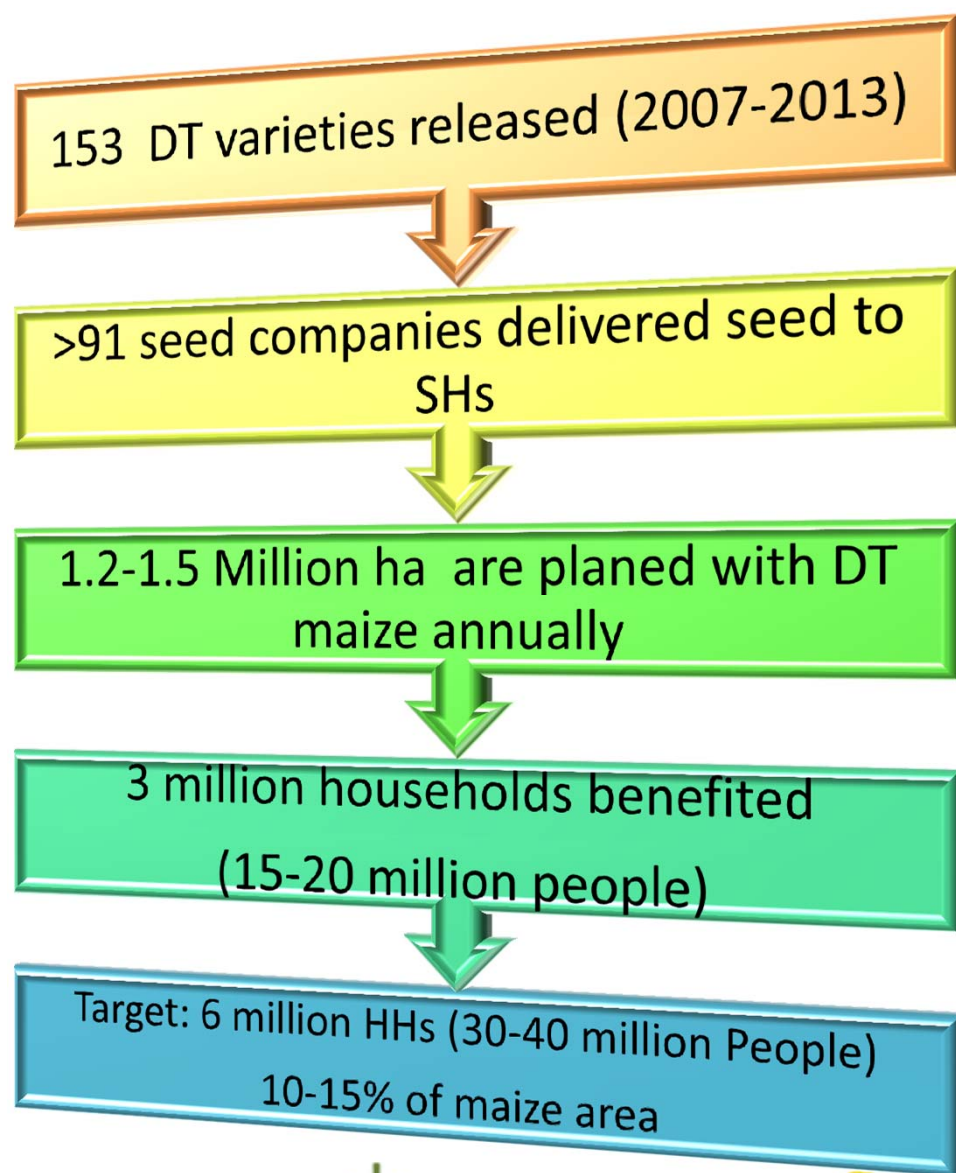 153 DT varieties released (2007-2013)
>91 seed companies delivered seed to
SHs
1.2-1.5 Million ha are planed with DT
maize annually
3 million households benefited
(15-20 million people)
Target: 6 million HHs (30-40 million People)
10-15% of maize area